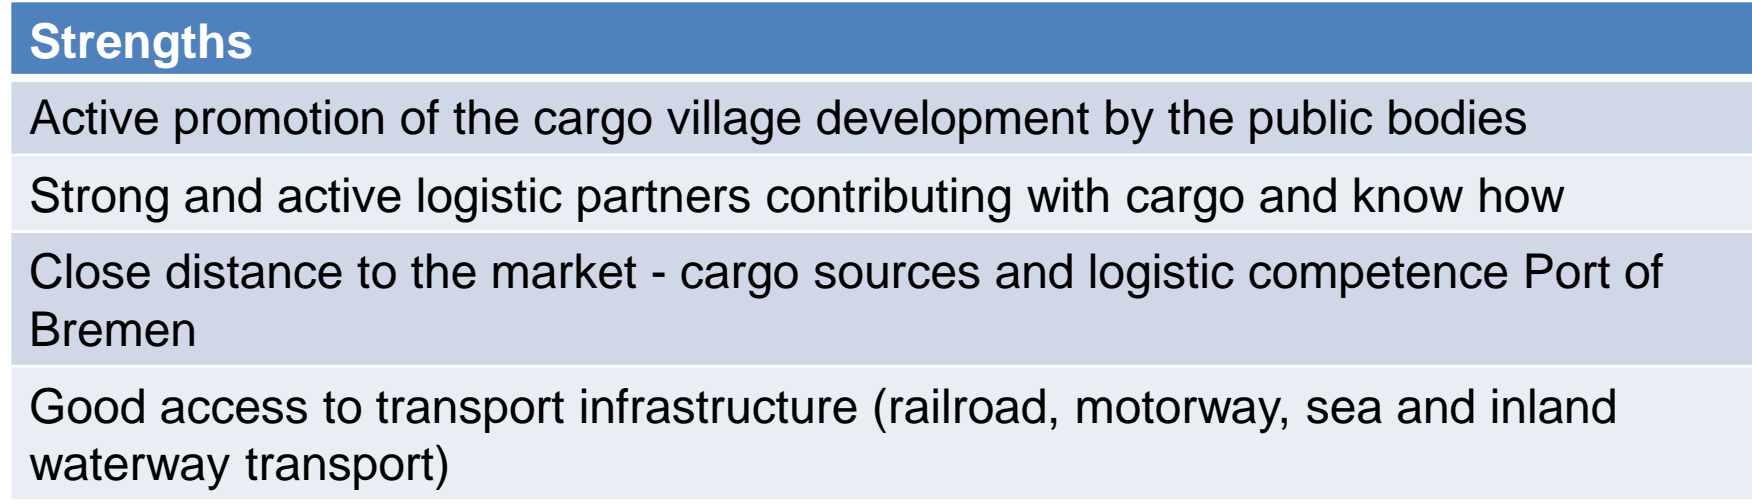 Strengths
Active promotion of the cargo village development by the public bodies
Strong and active logistic partners contributing with cargo and know how
Close distance to the market - cargo sources and logistic competence Port of
Bremen
Good access to transport infrastructure (railroad, motorway, sea and inland
waterway transport)